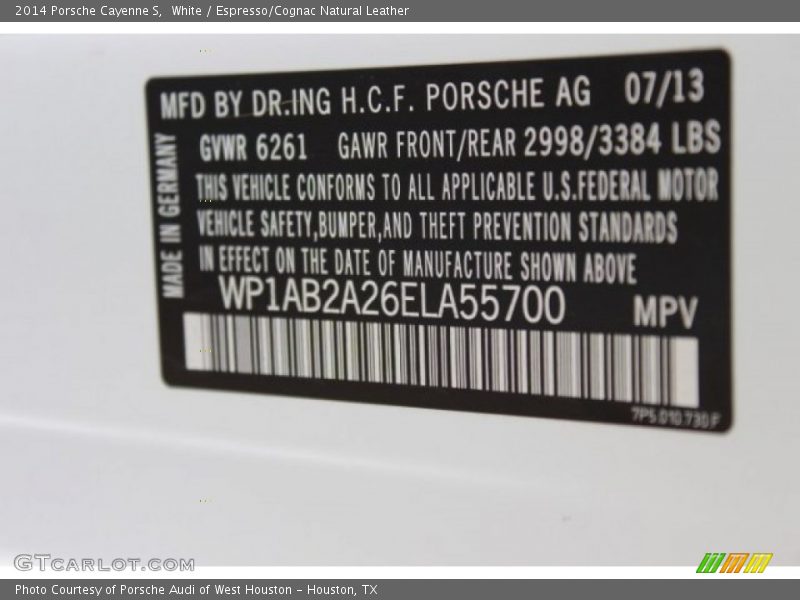 2014 Porsche Cayenne S,  White / Espresso/Cognac Natural Leather
MFD BY DR.ING H.C.F. PORSCHE AG 07/13
GVWR 6261 GAWR FRONT/REAR 2998/3384 LBS
THIS VEHICLE CONFORMS TO ALL APPLICABLE U.S.FEDERAL MOTOR
VEHICLE SAFETY,BUMPER,AND THEFT PREVENTION STANDARDS
IN EFFECT ON THE DATE OF MANUFACTURE SHOWN ABOVE
MADE IN GERMANY
WP1AB2A26ELA55700 MPV
7P5.010.730F
GTCARLOT.COM
Photo Courtesy of Porsche Audi of West Houston - Houston, TX